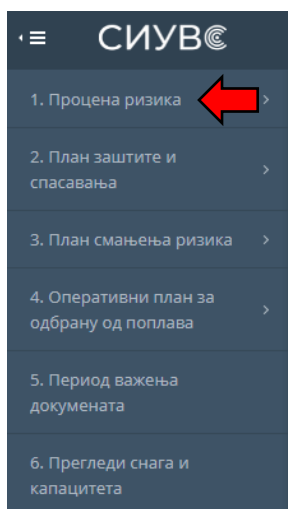 СИУВС
1. Процена ризика
2. План заштите и
спасавања
3. План смањења ризика
4. Оперативни план за
одбрану од поплава
5. Период важења
докумената
6. Прегледи снага и
капацитета